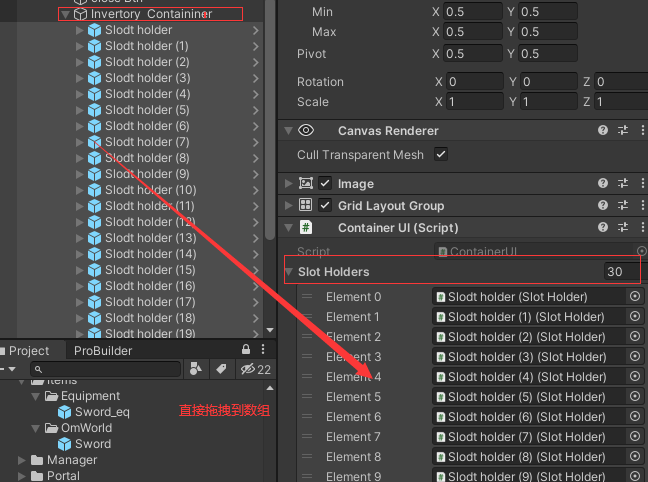 Close Btn
Invertory_Containiner
Slodt holder
Slodt holder (1)
Slodt holder (2)
Slodt holder (3)
Slodt holder (4)
Slodt holder (5)
Slodt holder (6)
Slodt holder (7)
Slodt holder (8)
Slodt holder (9)
Slodt holder (10)
Slodt holder (11)
Slodt holder (12)
Slodt holder (13)
Slodt holder (14)
Slodt holder (15)
Slodt holder (16)
Slodt holder (17)
Slodt holder (18)
Slodt holder (19)
Project
ProBuilder
22
Items
Equipment
Sword_eq
OmWorld
Sword
Manager
Portal
直接拖拽到数组
Min X 0.5 Y 0.5
Max X 0.5 Y 0.5
Pivot X 0.5 Y 0.5
Rotation X 0 Y 0 Z 0
Scale X 1 Y 1 Z 1
Canvas Renderer
Cull Transparent Mesh
Image
Grid Layout Group
Container UI (Script)
Script ContainerUI
Slot Holders 30
Element 0 Slodt holder (Slot Holder)
Element 1 Slodt holder (1) (Slot Holder)
Element 2 Slodt holder (2) (Slot Holder)
Element 3 Slodt holder (3) (Slot Holder)
Element 4 Slodt holder (4) (Slot Holder)
Element 5 Slodt holder (5) (Slot Holder)
Element 6 Slodt holder (6) (Slot Holder)
Element 7 Slodt holder (7) (Slot Holder)
Element 8 Slodt holder (8) (Slot Holder)
Element 9 Slodt holder (9) (Slot Holder)